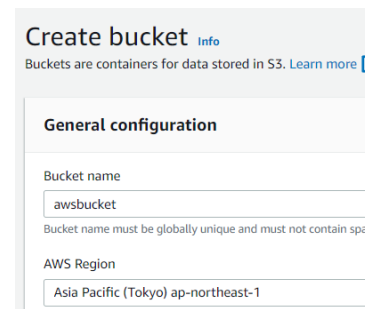 Create bucket Info
Buckets are containers for data stored in S3. Learn more
General configuration
Bucket name
awsbucket
Bucket name must be globally unique and must not contain
AWS Region
Asia Pacific (Tokyo) ap-northeast-1